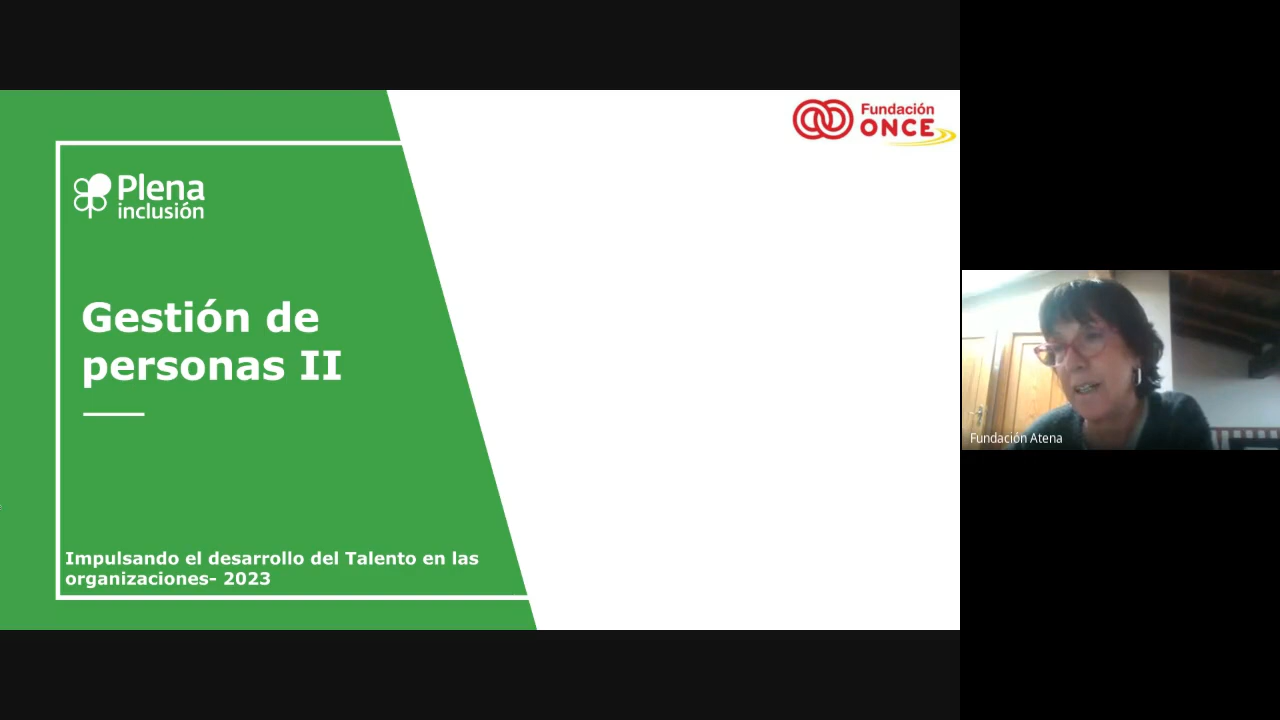 Fundación
ONCE
Plena
inclusión
Gestión de
personas II
Impulsando el desarrollo del Talento en las
organizaciones- 2023
Fundación Atena